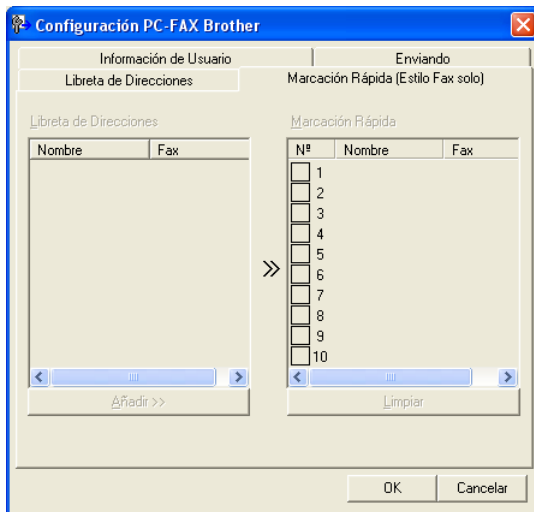 Configuración PC-FAX Brother
Información de Usuario
Enviando
Libreta de Direcciones
Marcación Rápida (Estilo Fax solo)
Libreta de Direcciones
Marcación Rápida
Nombre Fax
Nº Nombre Fax
1
2
3
4
5
6
7
8
9
10
Añadir >>
Limpiar
OK
Cancelar